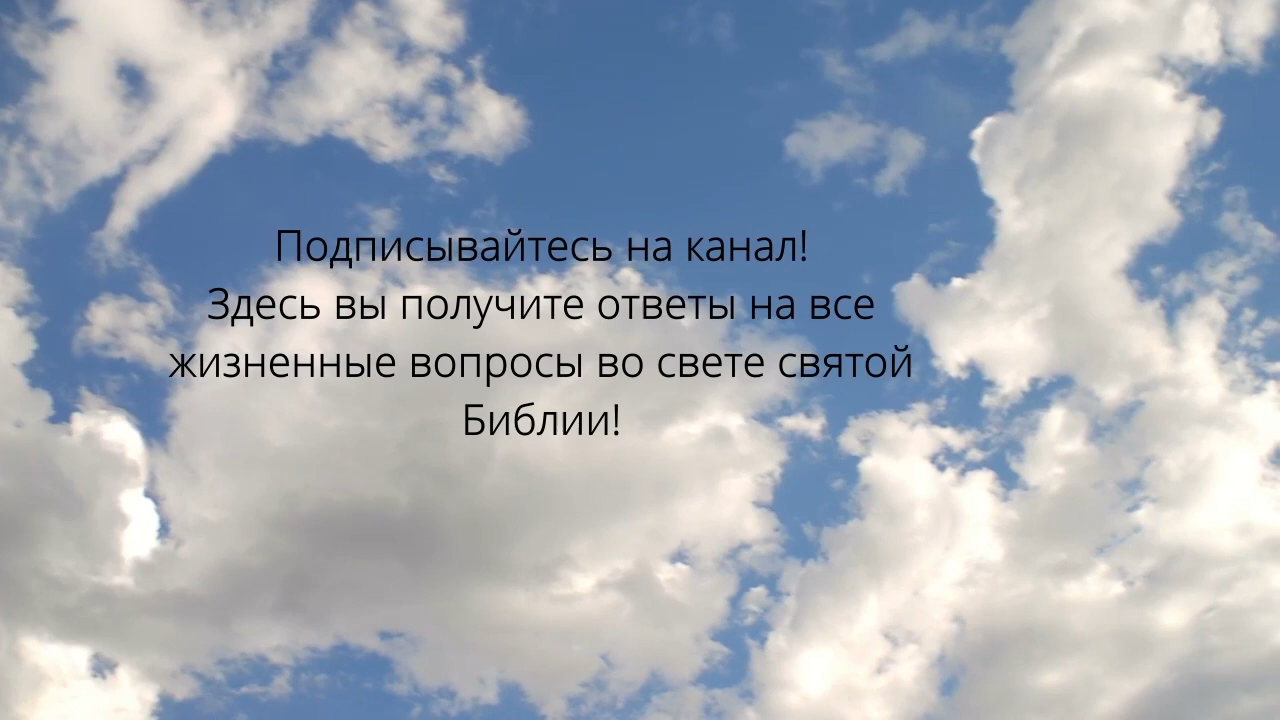 Подписывайтесь на канал!
Здесь вы получите ответы на все
жизненные вопросы во свете святой
Библии!